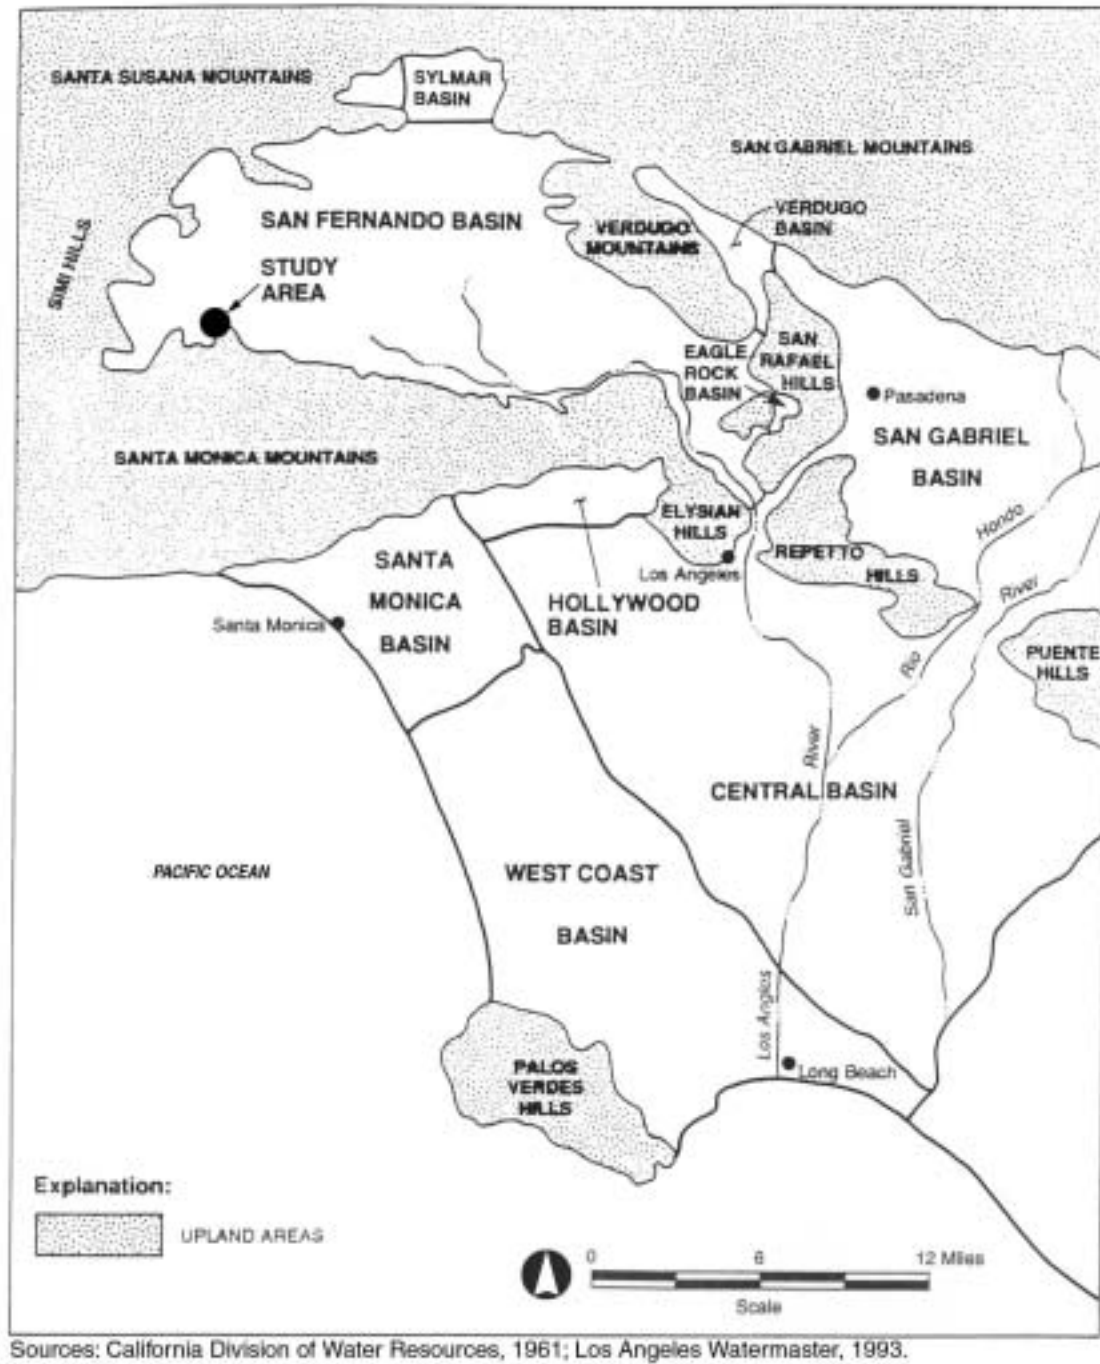 SANTA SUSANA MOUNTAINS
SYLMAR
BASIN
SAN GABRIEL MOUNTAINS
SAN FERNANDO BASIN
VERDUGO
BASIN
VERDUGO
MOUNTAINS
SIMI HILLS
STUDY
AREA
EAGLE
ROCK
BASIN
SAN
RAFAEL
HILLS
Pasadena
SAN GABRIEL
BASIN
SANTA MONICA MOUNTAINS
ELYSIAN
HILLS
Los Angeles
REPETTO
HILLS
Rio
Hondo
River
SANTA
MONICA
BASIN
Santa Monica
HOLLYWOOD
BASIN
PUENTE
HILLS
River
CENTRAL BASIN
San Gabriel
PACIFIC OCEAN
WEST COAST
BASIN
Los Angles
Long Beach
PALOS
VERDES
HILLS
Explanation:
UPLAND AREAS
0 6 12 Miles
Scale
Sources: California Division of Water Resources, 1961; Los Angeles Watermaster, 1993.